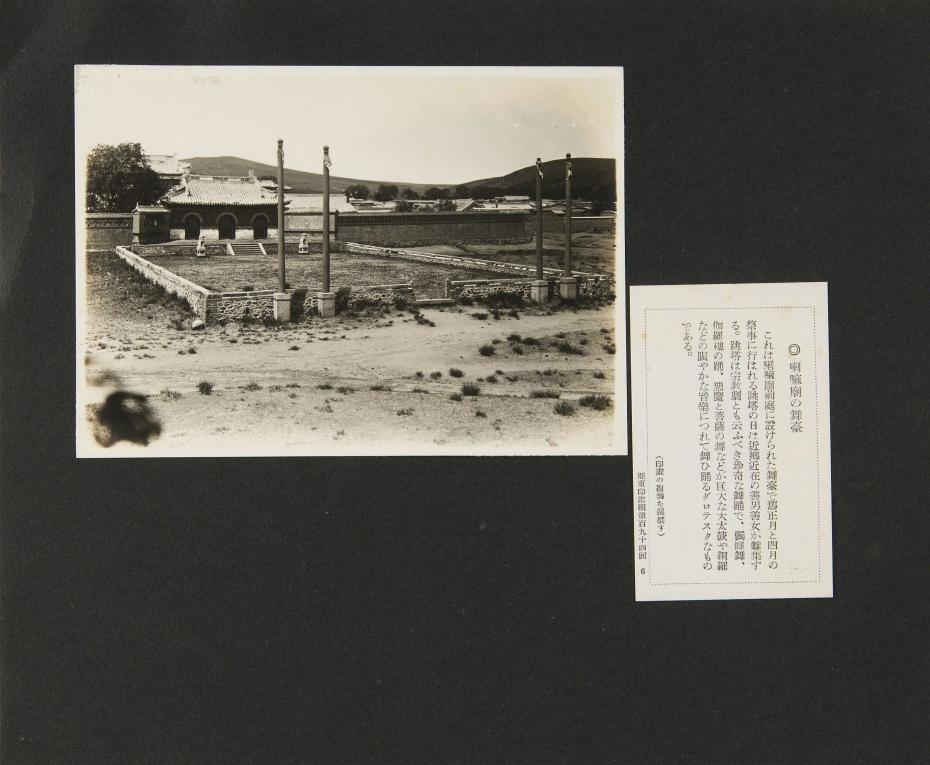 ◎喇嘛廟の舞臺
これは喇嘛廟前庭に設けられた舞臺で舊正月と四月の
祭事に行はれる跳塔の日は近鄕近在の善男善女が蝟集す
る。跳塔は宗敎劇とも云ふべき珍奇な舞踊で、髑髏舞、
伽羅樓の踊、惡魔と菩薩の舞などが巨大な大太鼓や銅鑼
などの賑やかな音樂につれて舞ひ踊るグロテスクなもの
である。
(印畫の複製を嚴禁す)
亞東印畫輯第百九十四回 6